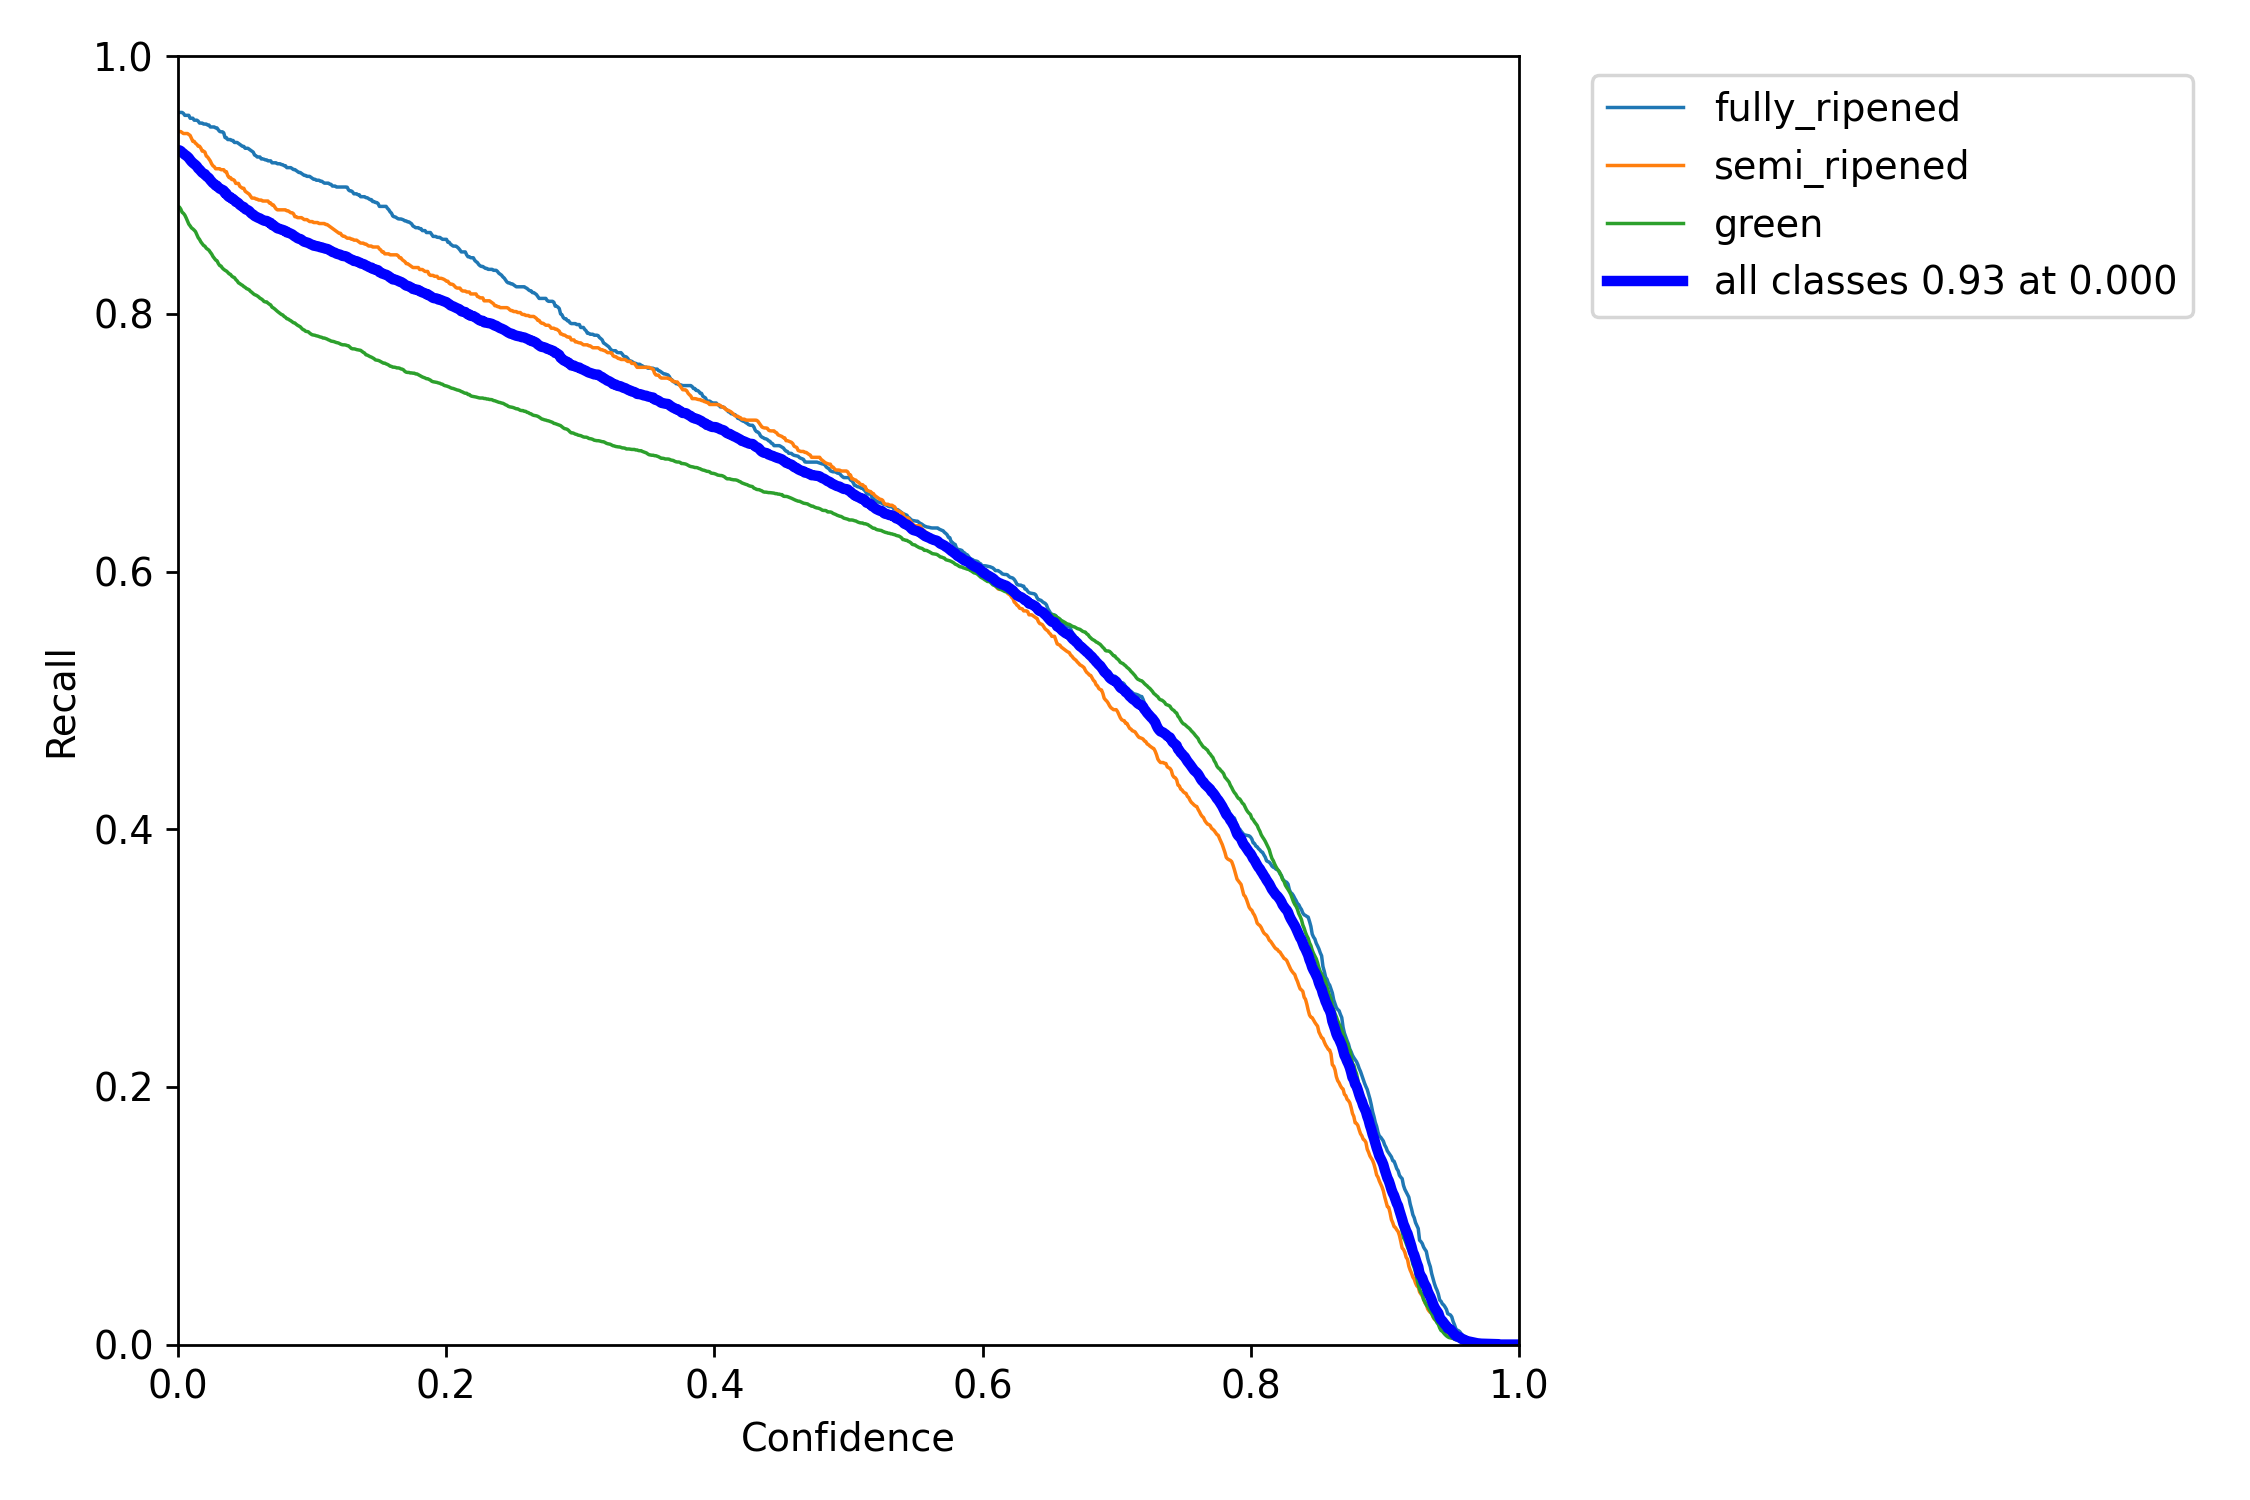 1.0
0.8
0.6
0.4
0.2
0.0
Recall
0.0 0.2 0.4 0.6 0.8 1.0
Confidence
fully_ripened
semi_ripened
green
all classes 0.93 at 0.000